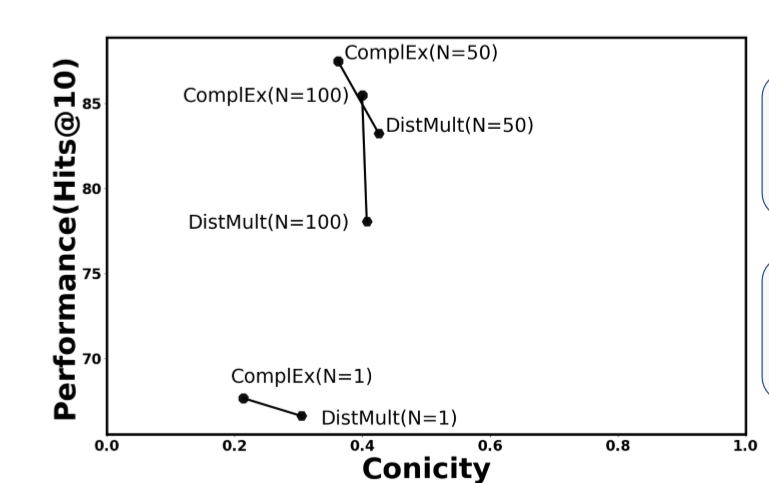 Performance(Hits@10)
85
80
75
70
ComplEx(N=50)
ComplEx(N=100)
DistMult(N=50)
DistMult(N=100)
ComplEx(N=1)
DistMult(N=1)
0.0 0.2 0.4 0.6 0.8 1.0
Conicity